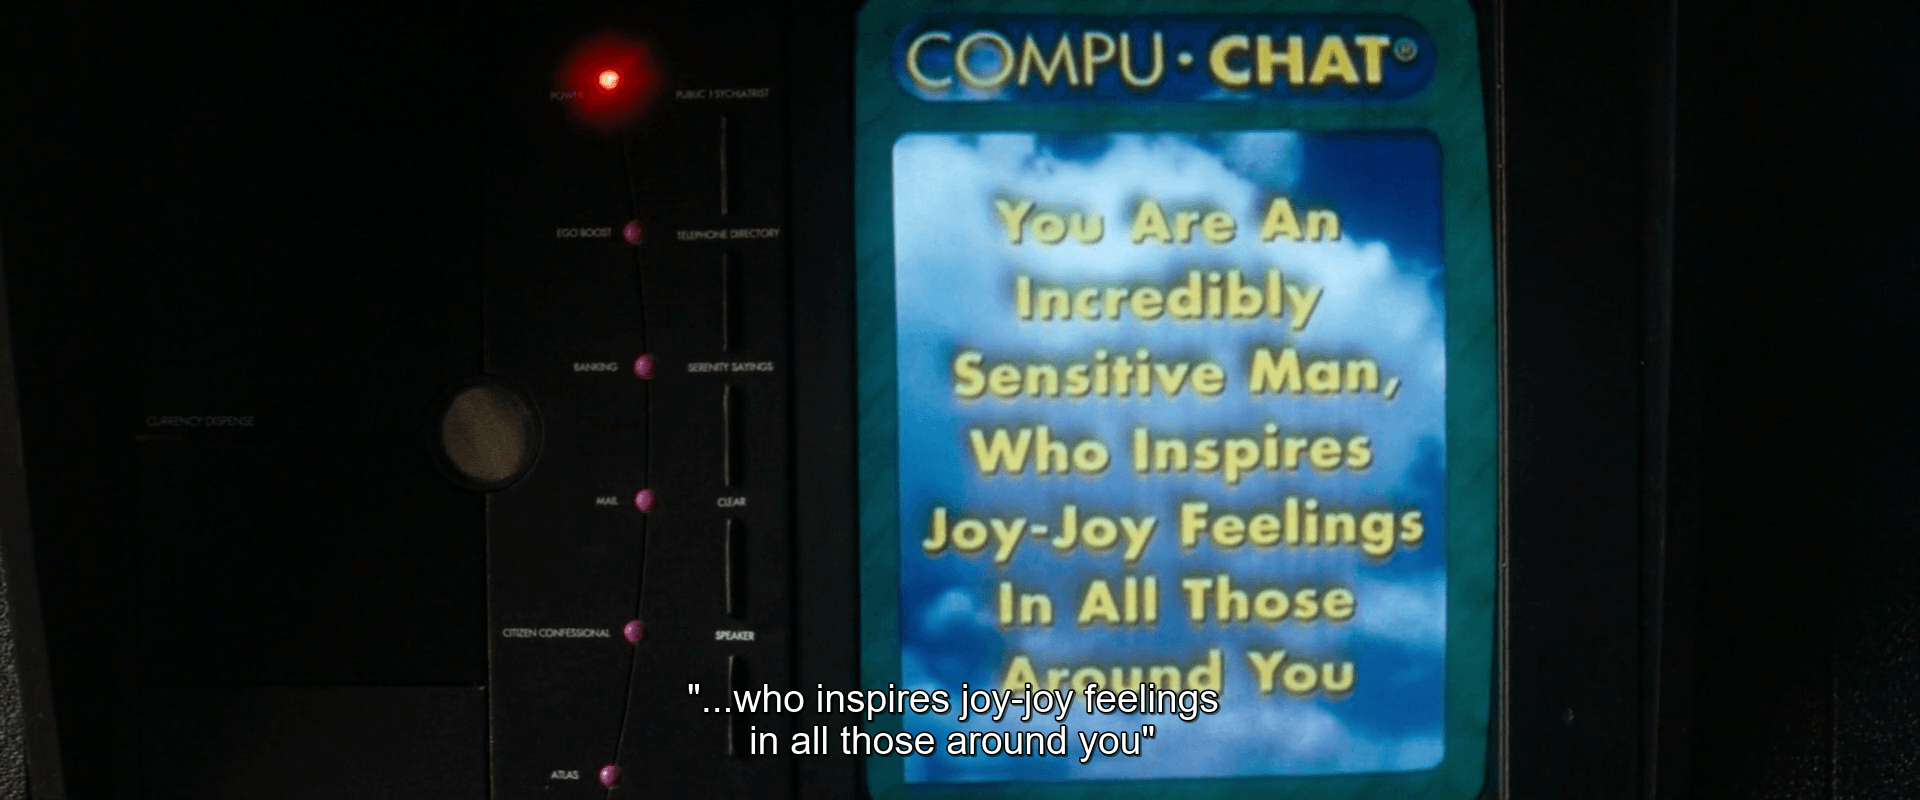 COMPU · CHAT®
You Are An
Incredibly
Sensitive Man,
Who Inspires
Joy-Joy Feelings
In All Those
Around You
POWER
PUBLIC PSYCHIATRIST
EGO BOOST
TELEPHONE DIRECTORY
BANKING
SERENITY SAYINGS
CURRENCY DISPENSE
MAIL
CLEAR
CITIZEN CONFESSIONAL
SPEAKER
ATLAS
"...who inspires joy-joy feelings
in all those around you"